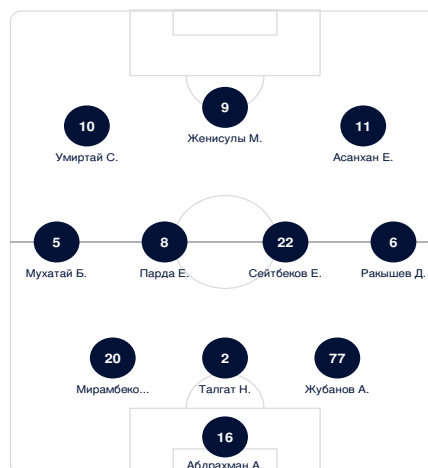 9
Женисулы М.
10
Умиртай С.
11
Асанхан Е.
5
Мухатай Б.
8
Парда Е.
22
Сейтбеков Е.
6
Ракышев Д.
20
Мирамбеко...
2
Талгат Н.
77
Жубанов А.
16
Абдрахман А.